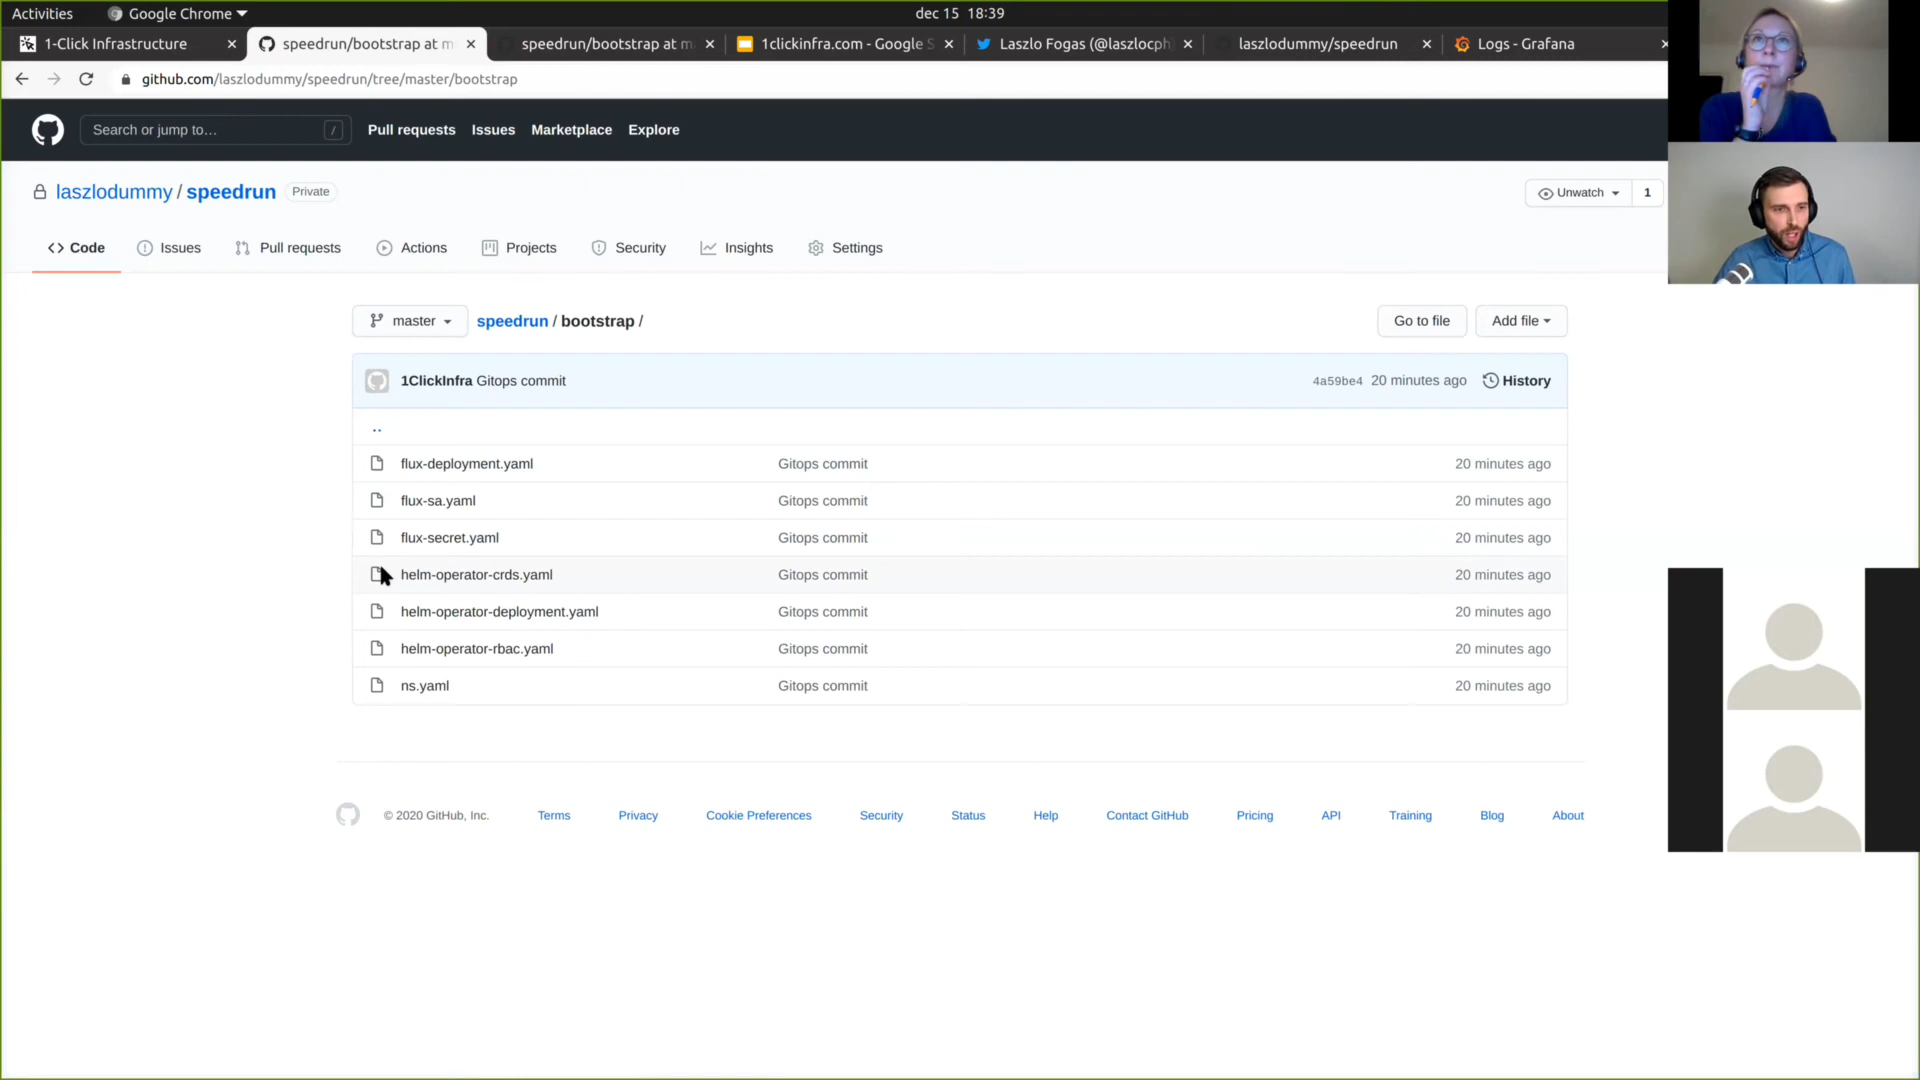 Activities
Google Chrome
dec 15 18:39
1-Click Infrastructure
speedrun/bootstrap at m
speedrun/bootstrap at m
1clickinfra.com - Google S
Laszlo Fogas (@laszlocph
laszlodummy/speedrun
Logs - Grafana
github.com/laszlodummy/speedrun/tree/master/bootstrap
Search or jump to…
/
Pull requests
Issues
Marketplace
Explore
laszlodummy / speedrun
Private
Unwatch
1
Code
Issues
Pull requests
Actions
Projects
Security
Insights
Settings
master
speedrun / bootstrap /
Go to file
Add file
1ClickInfra Gitops commit
4a59be4 20 minutes ago
History
..
flux-deployment.yaml Gitops commit 20 minutes ago
flux-sa.yaml Gitops commit 20 minutes ago
flux-secret.yaml Gitops commit 20 minutes ago
helm-operator-crds.yaml Gitops commit 20 minutes ago
helm-operator-deployment.yaml Gitops commit 20 minutes ago
helm-operator-rbac.yaml Gitops commit 20 minutes ago
ns.yaml Gitops commit 20 minutes ago
© 2020 GitHub, Inc.
Terms
Privacy
Cookie Preferences
Security
Status
Help
Contact GitHub
Pricing
API
Training
Blog
About